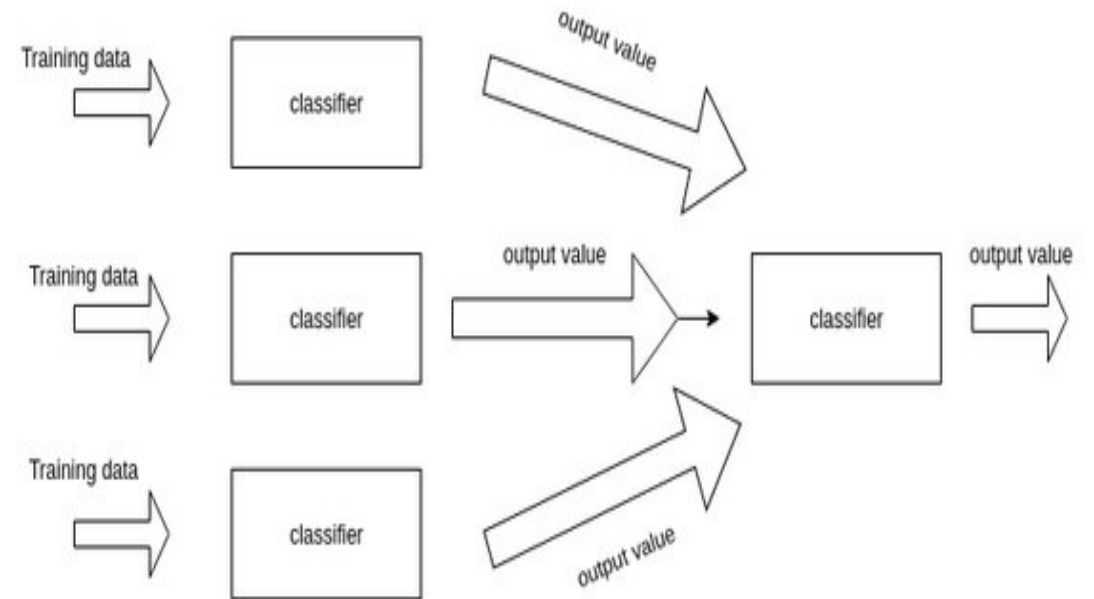 Training data
classifier
output value
Training data
classifier
output value
classifier
output value
Training data
classifier
output value